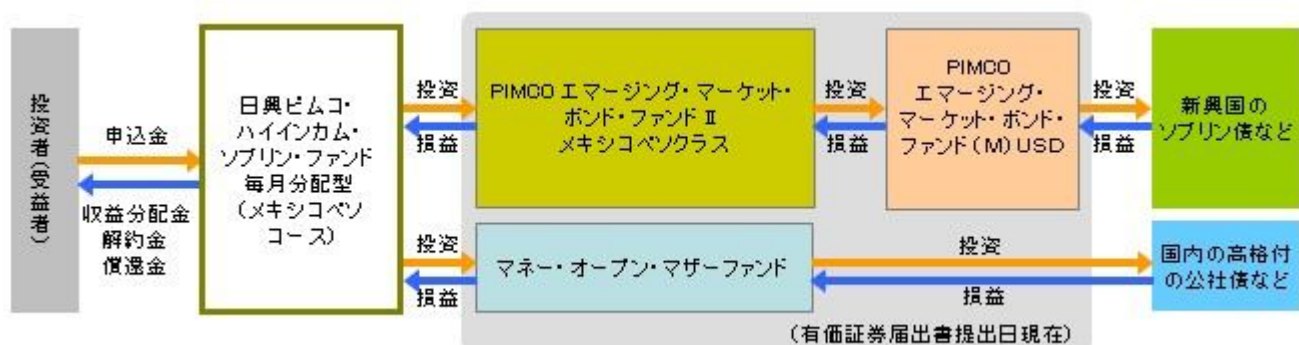 投資者(受益者)
申込金
収益分配金
解約金
償還金
日興ピムコ・
ハイインカム・
ソブリン・ファンド
毎月分配型
(メキシコペソ
コース)
投資
損益
投資
損益
PIMCO エマージング・マーケット・
ボンド・ファンド Ⅱ
メキシコペソクラス
投資
損益
PIMCO
エマージング・
マーケット・ボンド・
ファンド(M)USD
投資
損益
新興国の
ソブリン債など
マネー・オープン・マザーファンド
投資
損益
国内の高格付
の公社債など
(有価証券届出書提出日現在)